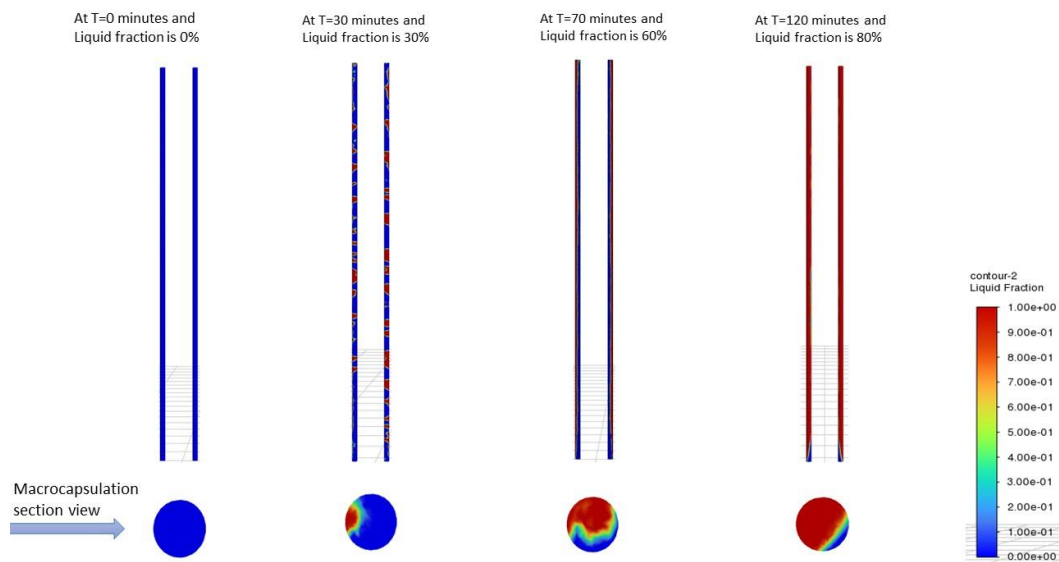 At T=0 minutes and
Liquid fraction is 0%
At T=30 minutes and
Liquid fraction is 30%
At T=70 minutes and
Liquid fraction is 60%
At T=120 minutes and
Liquid fraction is 80%
contour-2
Liquid Fraction
1.00e+00
9.00e-01
8.00e-01
7.00e-01
6.00e-01
5.00e-01
4.00e-01
3.00e-01
2.00e-01
1.00e-01
0.00e+00
Macrocapsulation
section view